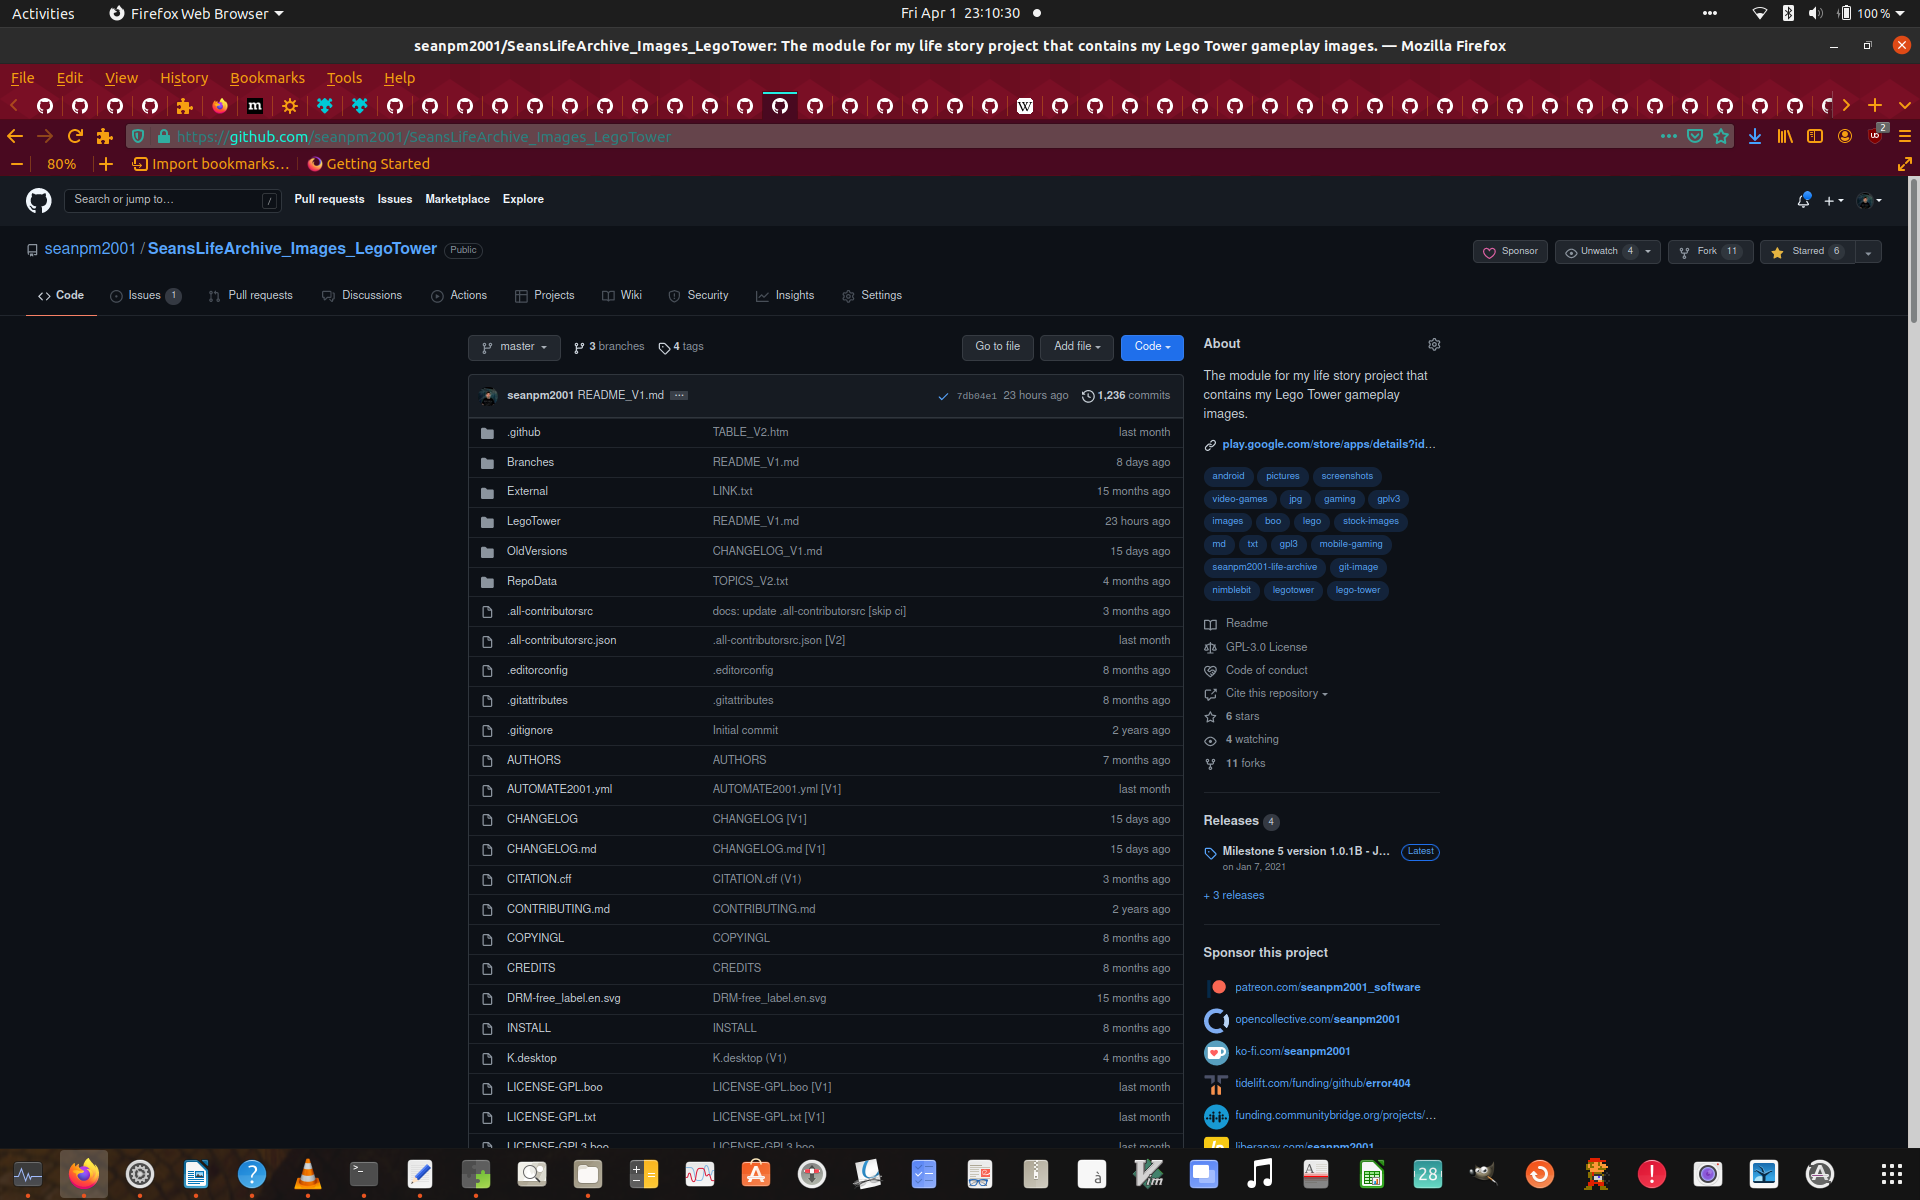 Activities Firefox Web Browser Fri Apr 1 23:10:30 100 %
seanpm2001/SeansLifeArchive_Images_LegoTower: The module for my life story project that contains my Lego Tower gameplay images. — Mozilla Firefox
File Edit View History Bookmarks Tools Help
https://github.com/seanpm2001/SeansLifeArchive_Images_LegoTower 2
80% Import bookmarks... Getting Started
Search or jump to... / Pull requests Issues Marketplace Explore
seanpm2001 / SeansLifeArchive_Images_LegoTower Public Sponsor Unwatch 4 Fork 11 Starred 6
Code Issues 1 Pull requests Discussions Actions Projects Wiki Security Insights Settings
master 3 branches 4 tags Go to file Add file Code
seanpm2001 README_V1.md ... 7db04e1 23 hours ago 1,236 commits
.github TABLE_V2.htm last month
Branches README_V1.md 8 days ago
External LINK.txt 15 months ago
LegoTower README_V1.md 23 hours ago
OldVersions CHANGELOG_V1.md 15 days ago
RepoData TOPICS_V2.txt 4 months ago
.all-contributorsrc docs: update .all-contributorsrc [skip ci] 3 months ago
.all-contributorsrc.json .all-contributorsrc.json [V2] last month
.editorconfig .editorconfig 8 months ago
.gitattributes .gitattributes 8 months ago
.gitignore Initial commit 2 years ago
AUTHORS AUTHORS 7 months ago
AUTOMATE2001.yml AUTOMATE2001.yml [V1] last month
CHANGELOG CHANGELOG [V1] 15 days ago
CHANGELOG.md CHANGELOG.md [V1] 15 days ago
CITATION.cff CITATION.cff (V1) 3 months ago
CONTRIBUTING.md CONTRIBUTING.md 2 years ago
COPYINGL COPYINGL 8 months ago
CREDITS CREDITS 8 months ago
DRM-free_label.en.svg DRM-free_label.en.svg 15 months ago
INSTALL INSTALL 8 months ago
K.desktop K.desktop (V1) 4 months ago
LICENSE-GPL.boo LICENSE-GPL.boo [V1] last month
LICENSE-GPL.txt LICENSE-GPL.txt [V1] last month
LICENSE-GPL3.boo LICENSE-GPL3.boo last month
About
The module for my life story project that
contains my Lego Tower gameplay
images.
play.google.com/store/apps/details?id...
android pictures screenshots
video-games jpg gaming gplv3
images boo lego stock-images
md txt gpl3 mobile-gaming
seanpm2001-life-archive git-image
nimblebit legotower lego-tower
Readme
GPL-3.0 License
Code of conduct
Cite this repository
6 stars
4 watching
11 forks
Releases 4
Milestone 5 version 1.0.1B - J... Latest
on Jan 7, 2021
+ 3 releases
Sponsor this project
patreon.com/seanpm2001_software
opencollective.com/seanpm2001
ko-fi.com/seanpm2001
tidelift.com/funding/github/error404
funding.communitybridge.org/projects/...
liberapay.com/seanpm2001
28